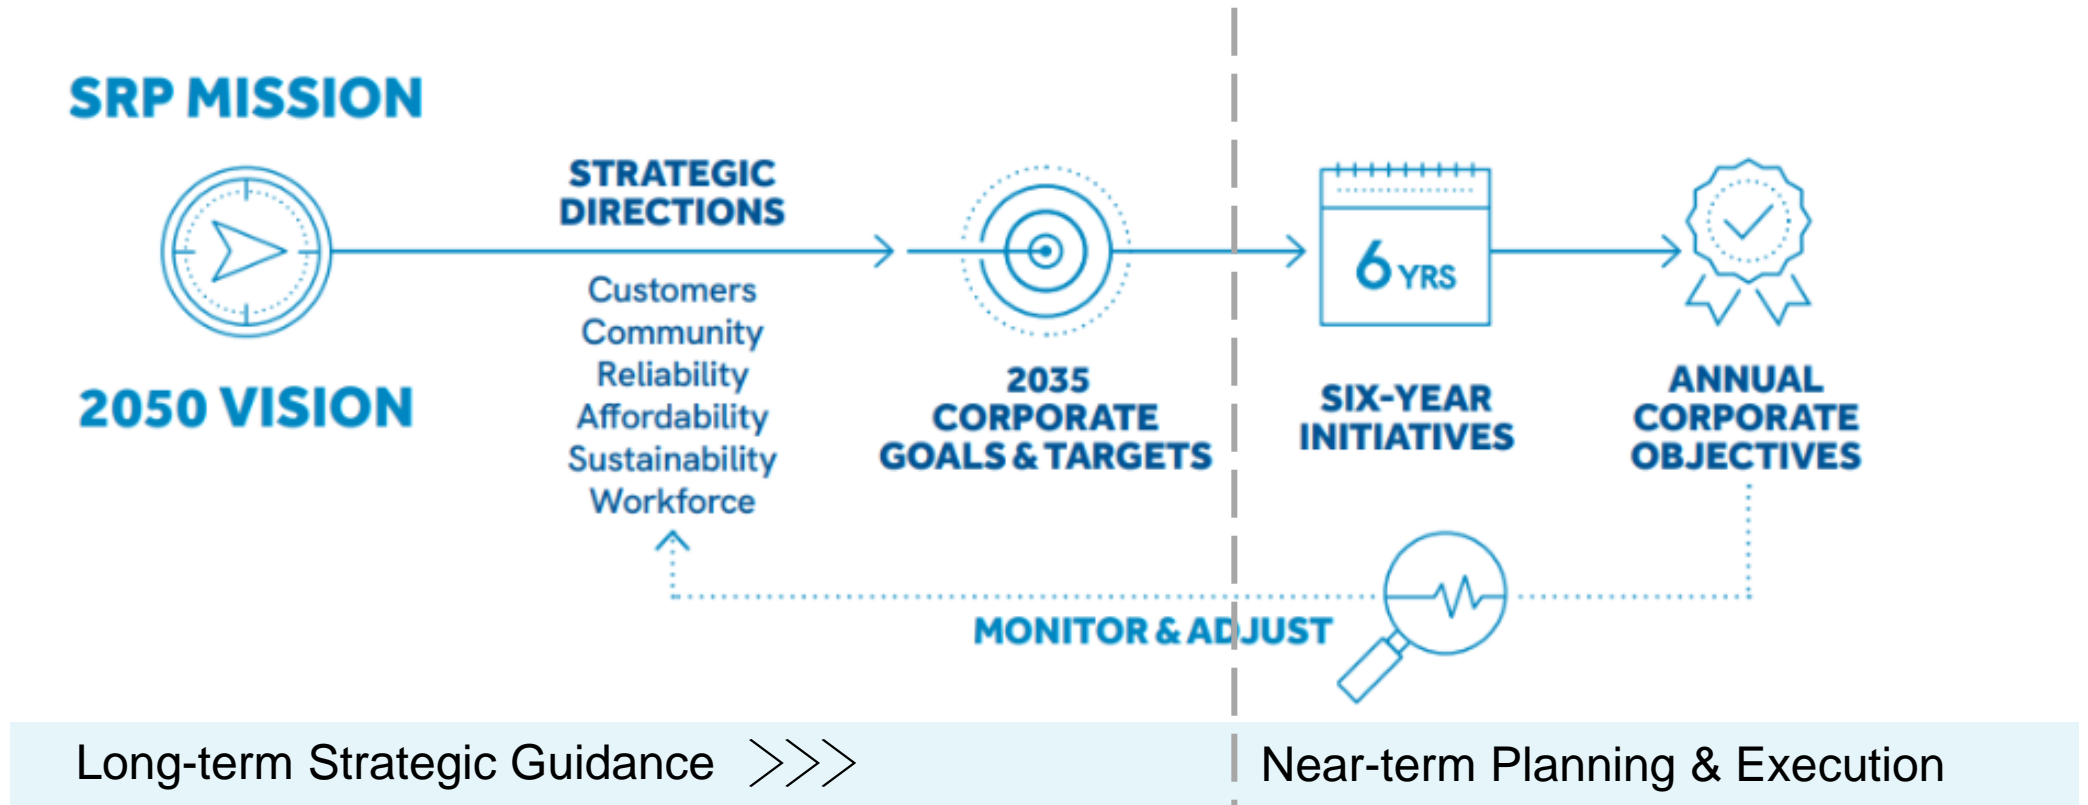 SRP MISSION
2050 VISION
STRATEGIC
DIRECTIONS
Customers
Community
Reliability
Affordability
Sustainability
Workforce
2035
CORPORATE
GOALS & TARGETS
6 YRS
SIX-YEAR
INITIATIVES
ANNUAL
CORPORATE
OBJECTIVES
MONITOR & ADJUST
Long-term Strategic Guidance
Near-term Planning & Execution